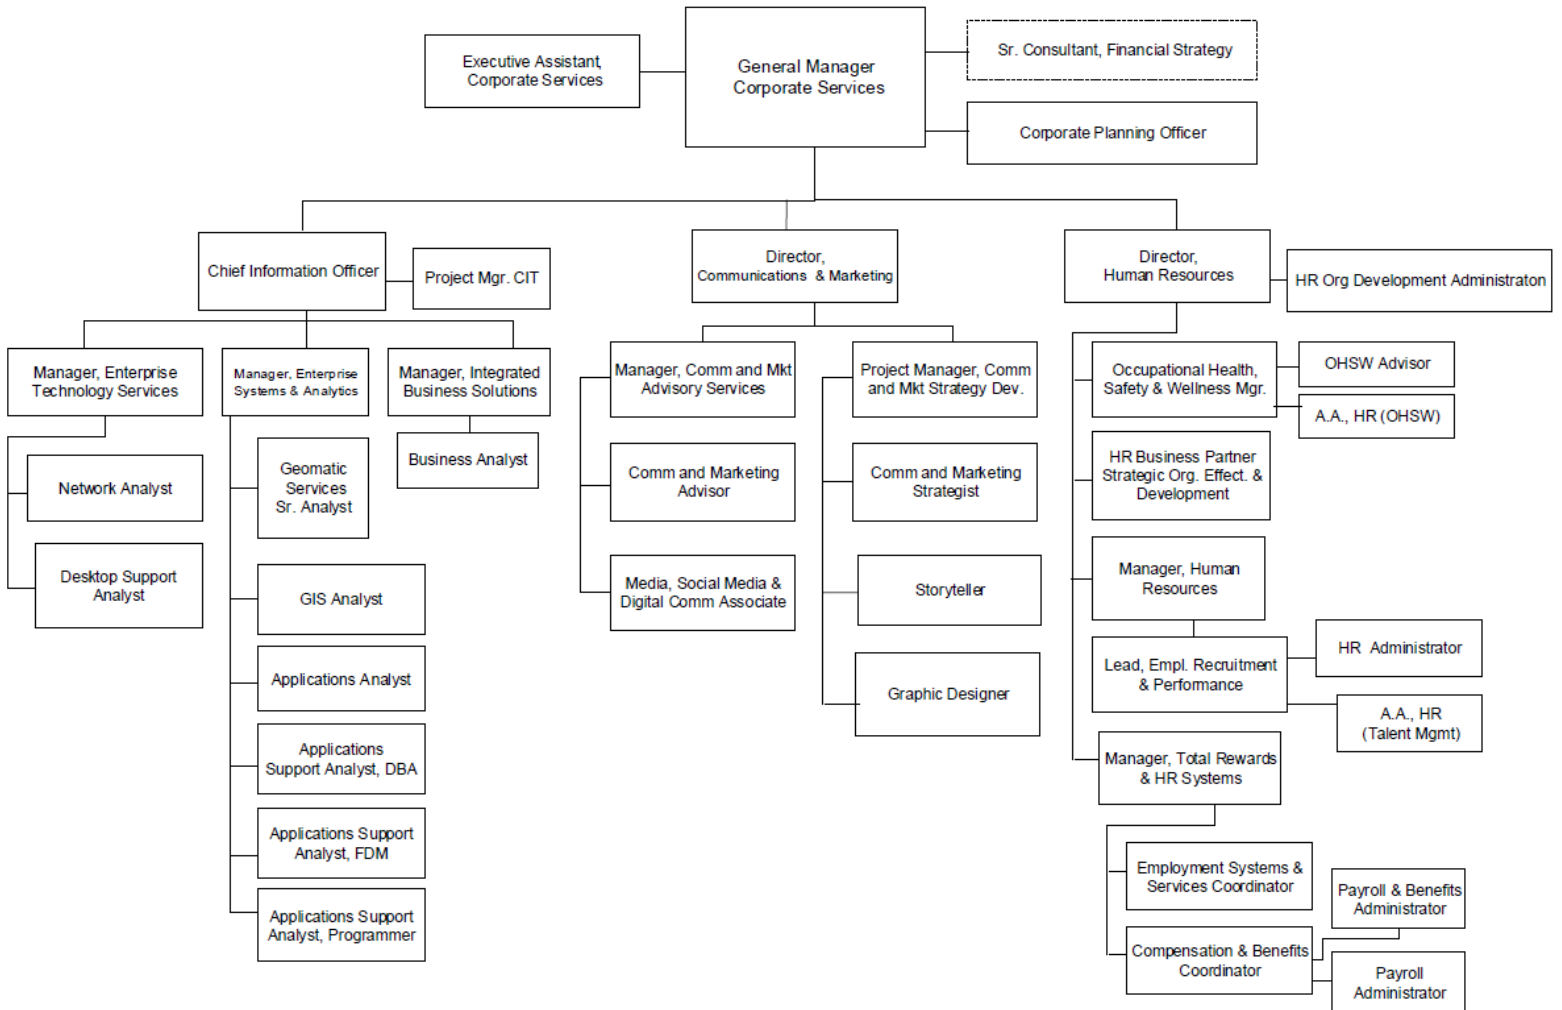 Executive Assistant,
Corporate Services
General Manager
Corporate Services
Sr. Consultant, Financial Strategy
Corporate Planning Officer
Chief Information Officer
Project Mgr. CIT
Director,
Communications & Marketing
Director,
Human Resources
HR Org Development Administraton
Manager, Enterprise
Technology Services
Manager, Enterprise
Systems & Analytics
Manager, Integrated
Business Solutions
Network Analyst
Desktop Support
Analyst
Geomatic
Services
Sr. Analyst
GIS Analyst
Applications Analyst
Applications
Support Analyst, DBA
Applications Support
Analyst, FDM
Applications Support
Analyst, Programmer
Business Analyst
Manager, Comm and Mkt
Advisory Services
Comm and Marketing
Advisor
Media, Social Media &
Digital Comm Associate
Project Manager, Comm
and Mkt Strategy Dev.
Comm and Marketing
Strategist
Storyteller
Graphic Designer
Occupational Health,
Safety & Wellness Mgr.
OHSW Advisor
A.A., HR (OHSW)
HR Business Partner
Strategic Org. Effect. &
Development
Manager, Human
Resources
Lead, Empl. Recruitment
& Performance
HR Administrator
A.A., HR
(Talent Mgmt)
Manager, Total Rewards
& HR Systems
Employment Systems &
Services Coordinator
Compensation & Benefits
Coordinator
Payroll & Benefits
Administrator
Payroll
Administrator